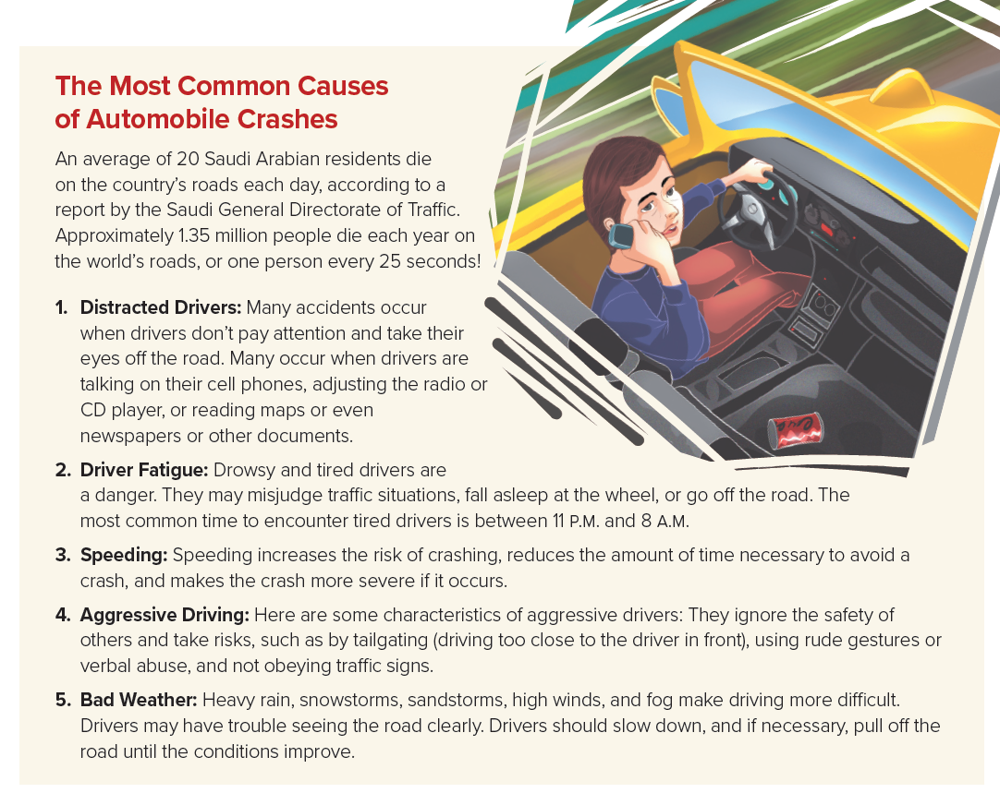 The Most Common Causes
of Automobile Crashes
An average of 20 Saudi Arabian residents die
on the country's roads each day, according to a
report by the Saudi General Directorate of Traffic.
Approximately 1.35 million people die each year on
the world's roads, or one person every 25 seconds!
1. Distracted Drivers: Many accidents occur
when drivers don't pay attention and take their
eyes off the road. Many occur when drivers are
talking on their cell phones, adjusting the radio or
CD player, or reading maps or even
newspapers or other documents.
2. Driver Fatigue: Drowsy and tired drivers are
a danger. They may misjudge traffic situations, fall asleep at the wheel, or go off the road. The
most common time to encounter tired drivers is between 11 P.M. and 8 A.M.
3. Speeding: Speeding increases the risk of crashing, reduces the amount of time necessary to avoid a
crash, and makes the crash more severe if it occurs.
4. Aggressive Driving: Here are some characteristics of aggressive drivers: They ignore the safety of
others and take risks, such as by tailgating (driving too close to the driver in front), using rude gestures or
verbal abuse, and not obeying traffic signs.
5. Bad Weather: Heavy rain, snowstorms, sandstorms, high winds, and fog make driving more difficult.
Drivers may have trouble seeing the road clearly. Drivers should slow down, and if necessary, pull off the
road until the conditions improve.